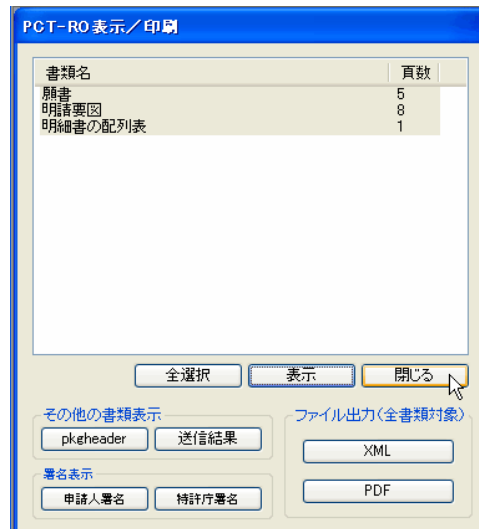 PCT-RO表示／印刷
書類名 頁数
願書 5
明請要図 8
明細書の配列表 1
全選択 表示 閉じる
その他の書類表示 ファイル出力(全書類対象)
pkgheader 送信結果 XML
署名表示
申請人署名 特許庁署名 PDF